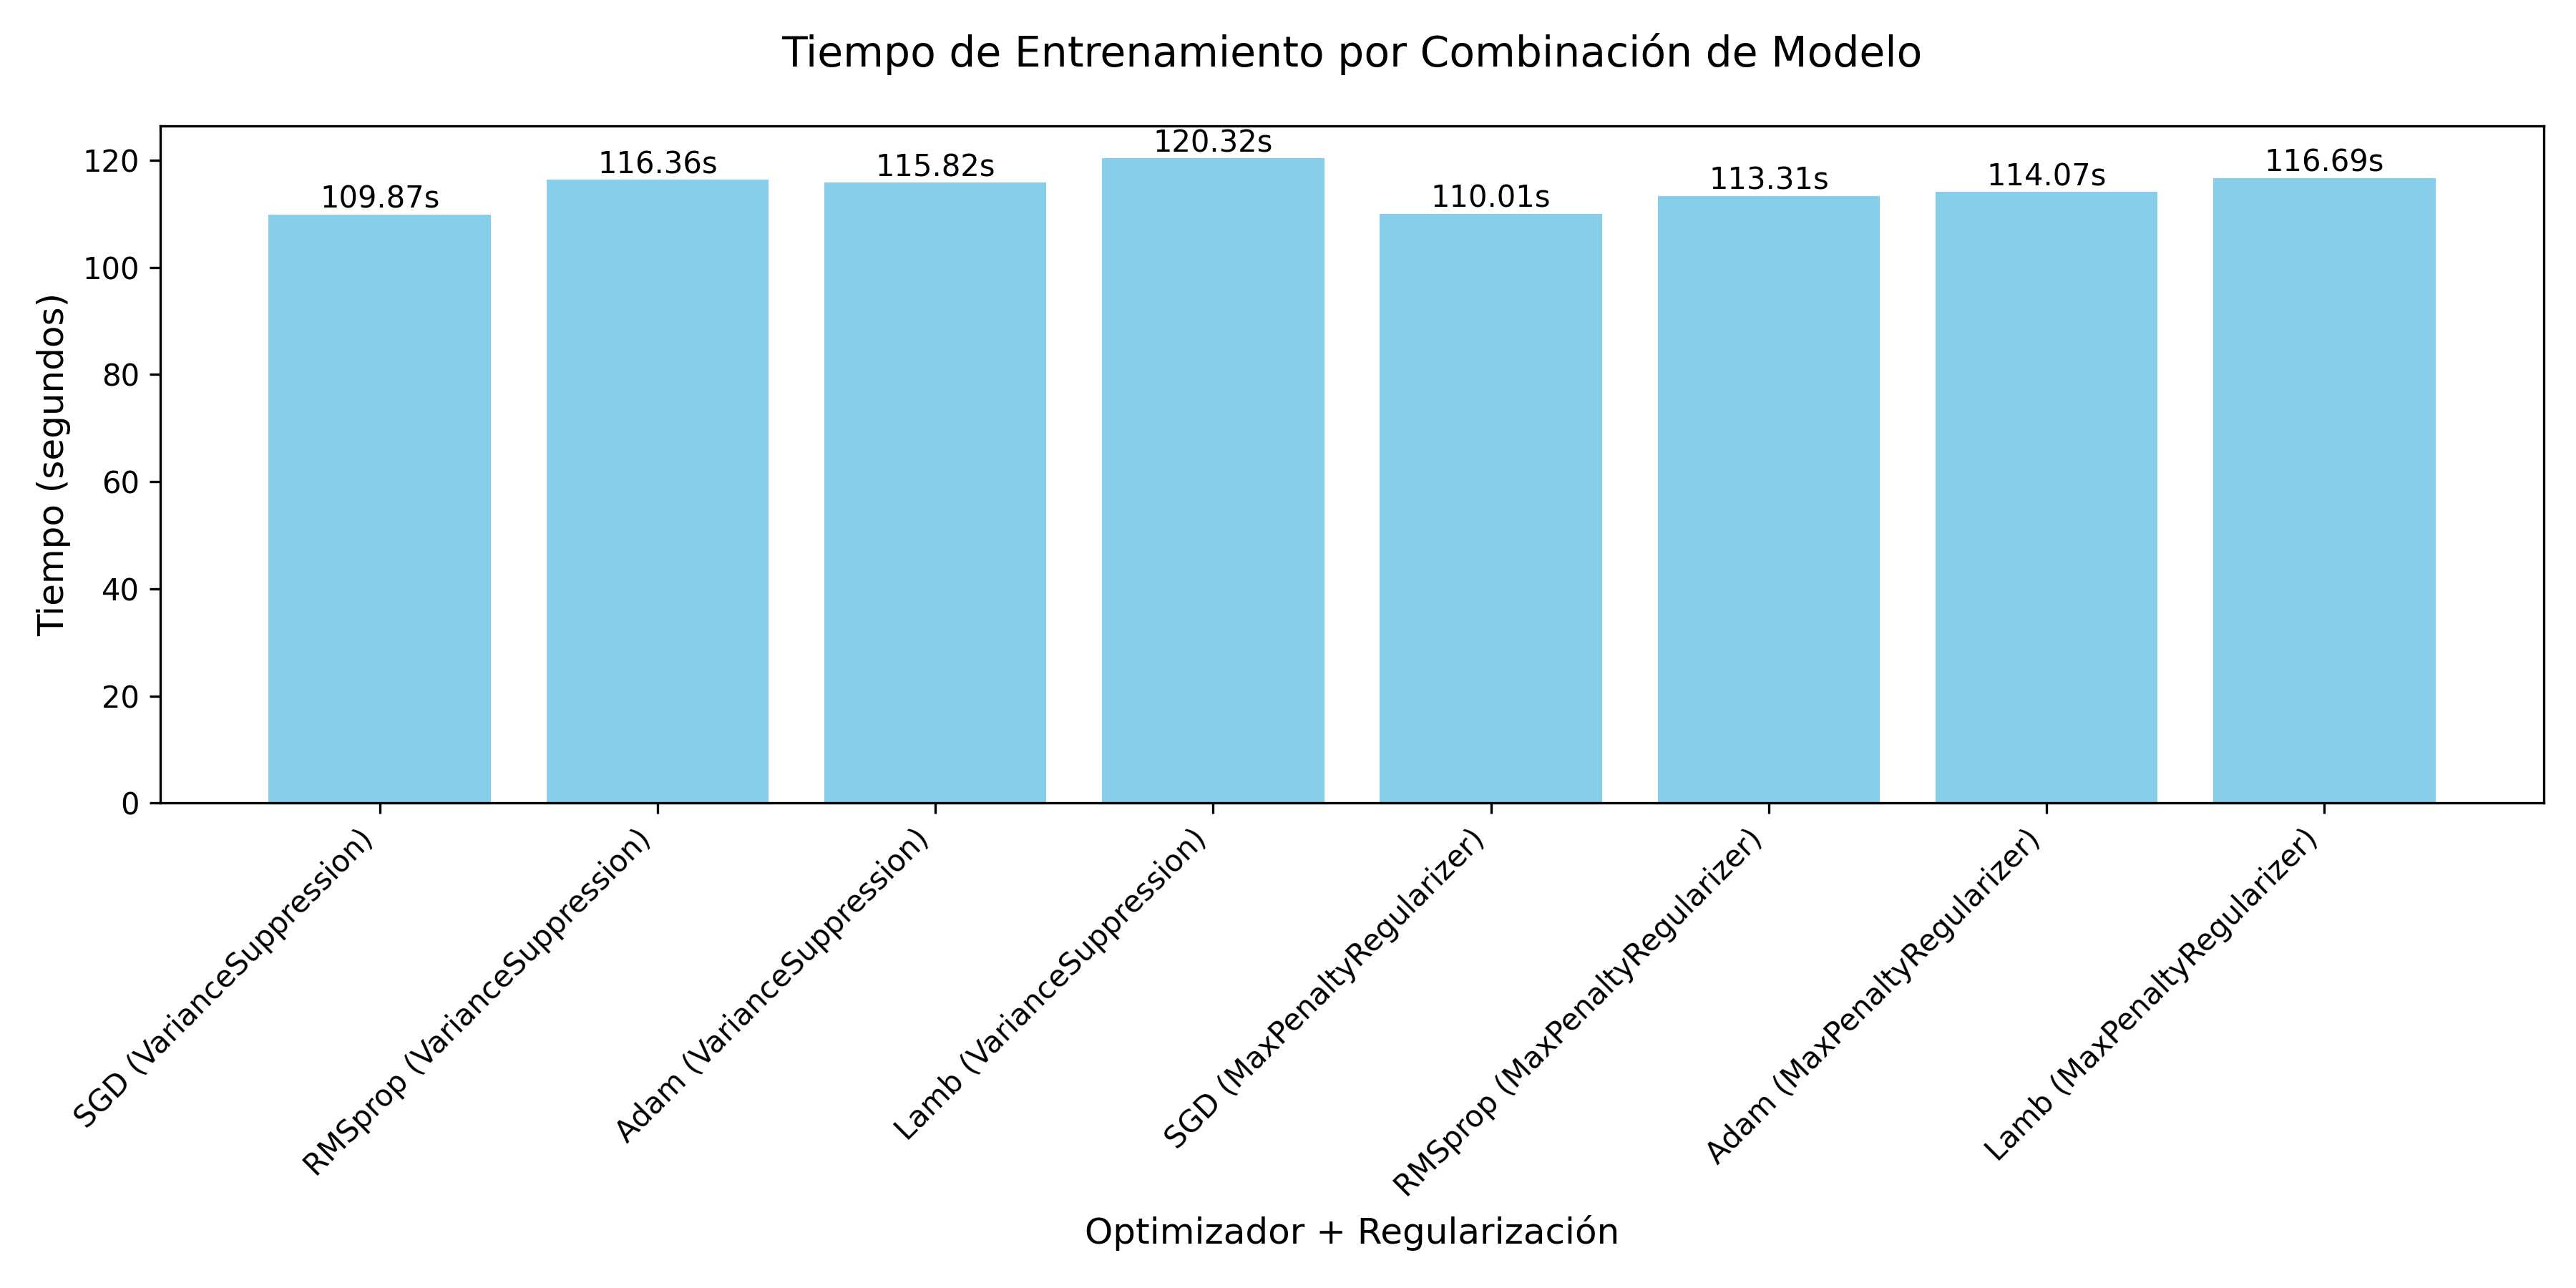 Tiempo de Entrenamiento por Combinación de Modelo
Tiempo (segundos)
120
100
80
60
40
20
0
109.87s
116.36s
115.82s
120.32s
110.01s
113.31s
114.07s
116.69s
SGD (VarianceSuppression)
RMSprop (VarianceSuppression)
Adam (VarianceSuppression)
Lamb (VarianceSuppression)
SGD (MaxPenaltyRegularizer)
RMSprop (MaxPenaltyRegularizer)
Adam (MaxPenaltyRegularizer)
Lamb (MaxPenaltyRegularizer)
Optimizador + Regularización